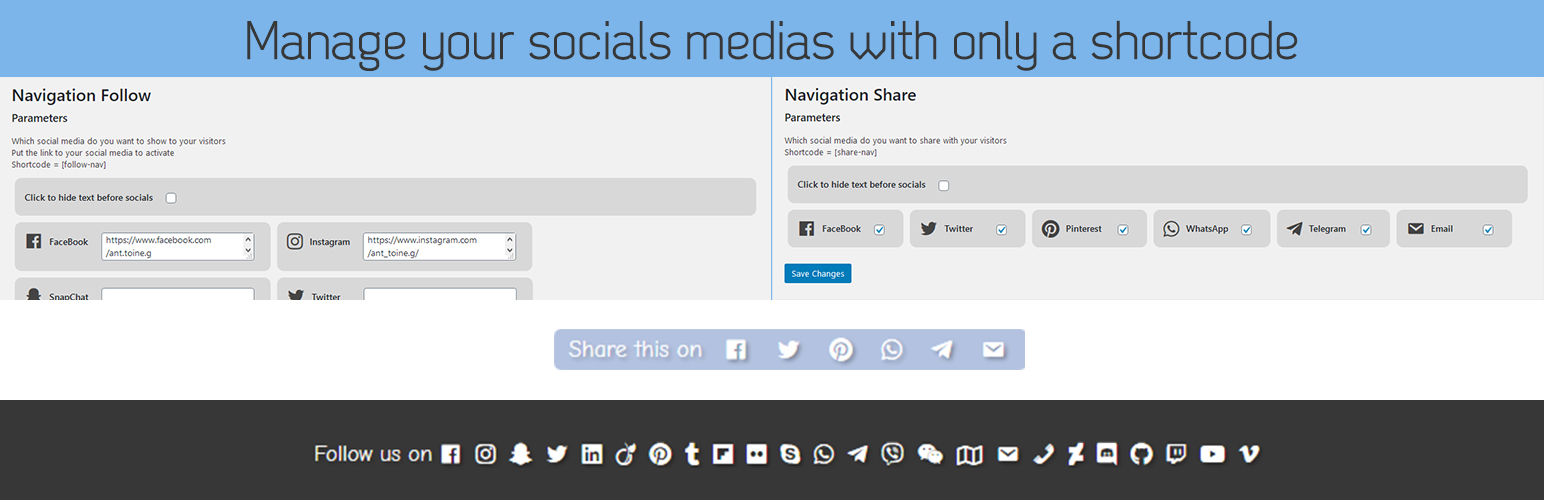 Manage your socials medias with only a shortcode
Navigation Follow
Parameters
Which social media do you want to show to your visitors
Put the link to your social media to activate
Shortcode = [follow-nav]
Click to hide text before socials
FaceBook
https://www.facebook.com
/ant.toine.g
Instagram
https://www.instagram.com
/ant_toine.g/
SnapChat
Twitter
Navigation Share
Parameters
Which social media do you want to share with your visitors
Shortcode = [share-nav]
Click to hide text before socials
FaceBook
Twitter
Pinterest
WhatsApp
Telegram
Email
Save Changes
Share this on
Follow us on